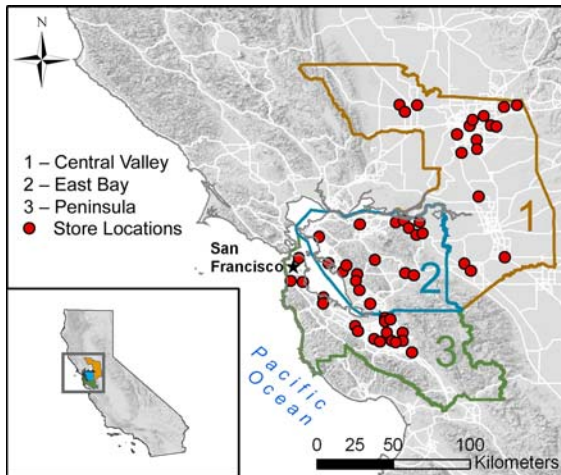 N
1 – Central Valley
2 – East Bay
3 – Peninsula
Store Locations
San
Francisco
1
2
3
Pacific
Ocean
0 25 50 100
Kilometers